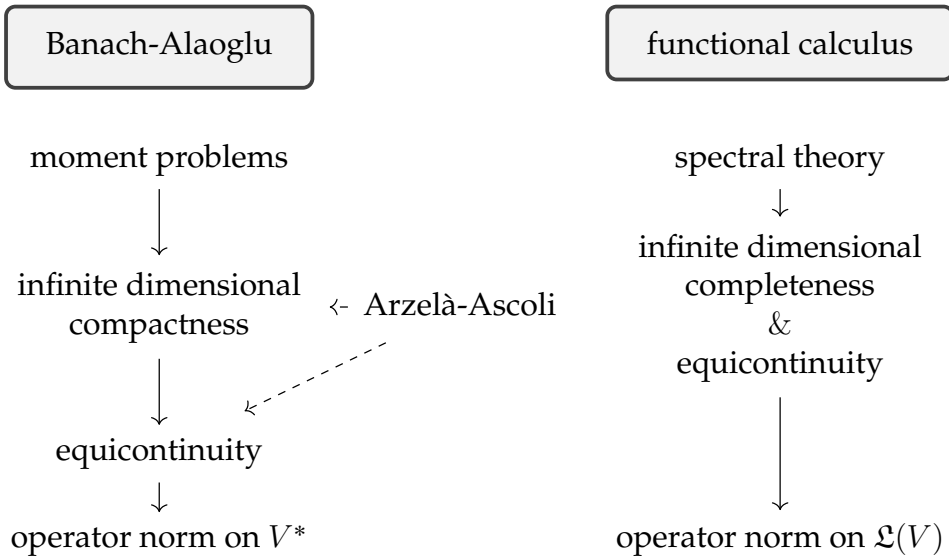 Banach-Alaoglu
moment problems
infinite dimensional
compactness
Arzelà-Ascoli
equicontinuity
operator norm on V*
functional calculus
spectral theory
infinite dimensional
completeness
&
equicontinuity
operator norm on 𝔏(V)